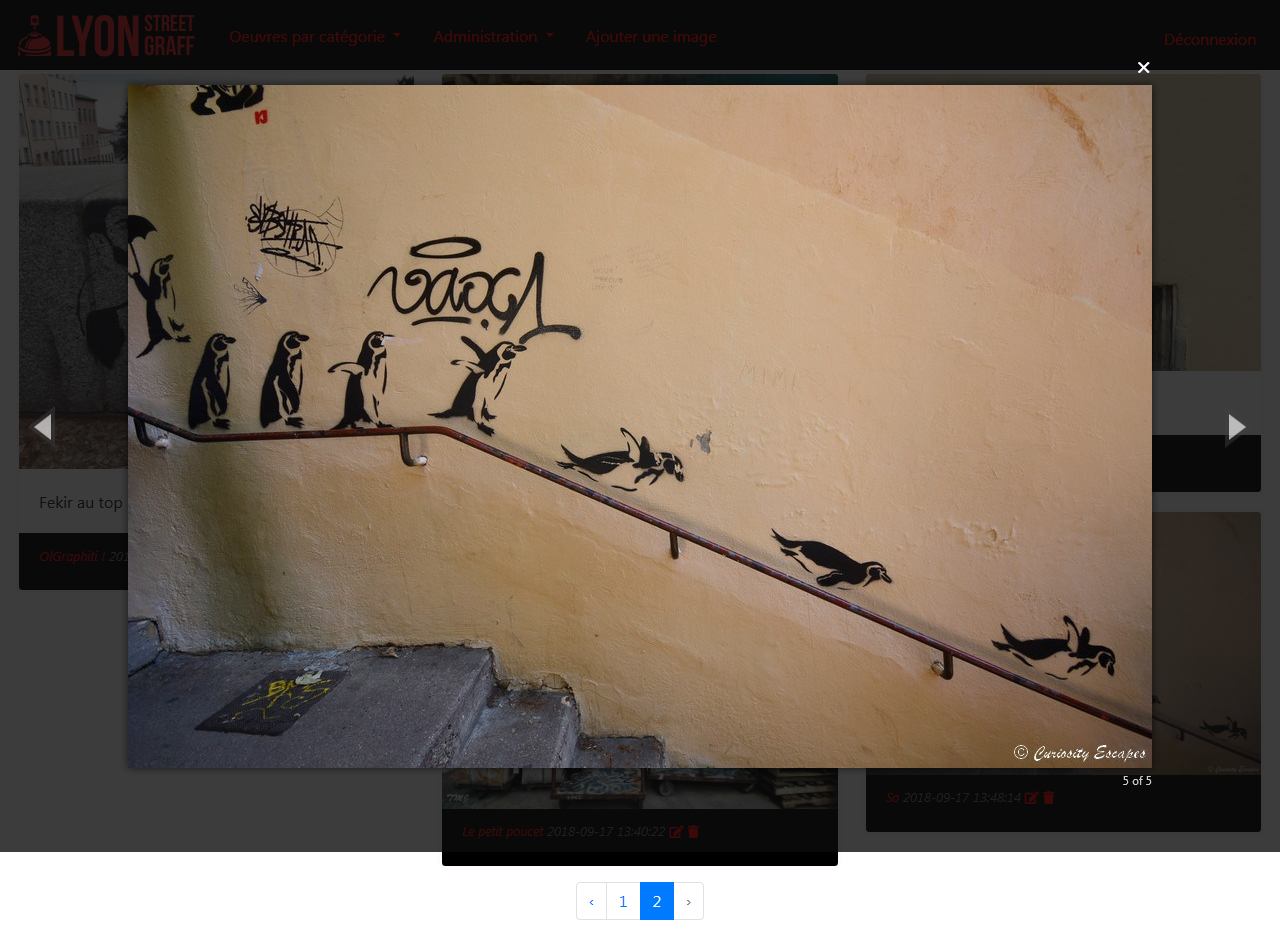 LYON STREET GRAFF
Oeuvres par catégorie
Administration
Ajouter une image
Déconnexion
×
MIMI
© Curiosity Escapes
5 of 5
Fekir au top
OlGraphiti !
So 2018-09-17 13:48:14
Le petit poucet 2018-09-17 13:40:22
‹ 1 2 ›